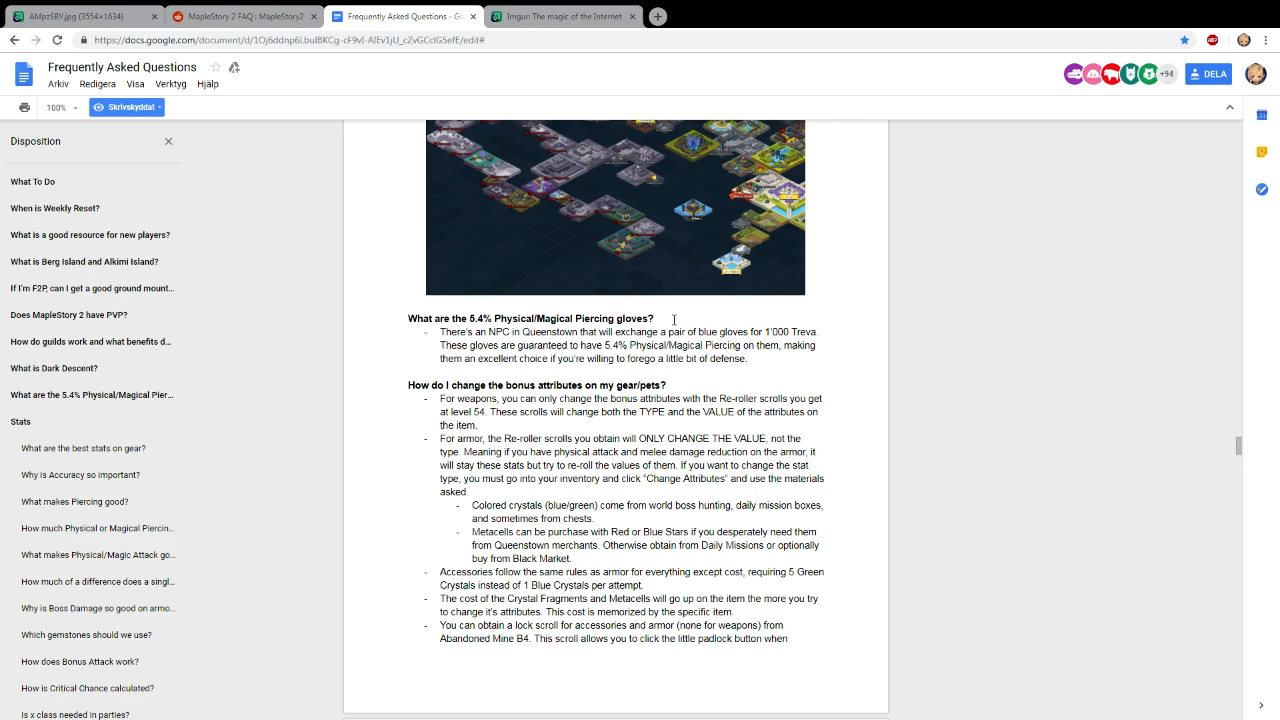 AMpzSBY.jpg (3554×1634)
MapleStory 2 FAQ : MapleStory2
Frequently Asked Questions - Go
Imgur: The magic of the Internet
Frequently Asked Questions
Arkiv Redigera Visa Verktyg Hjälp
+94
DELA
100%
Skrivskyddat
Disposition
What To Do
When is Weekly Reset?
What is a good resource for new players?
What is Berg Island and Alkimi Island?
If I'm F2P, can I get a good ground mount...
Does MapleStory 2 have PVP?
How do guilds work and what benefits d...
What is Dark Descent?
What are the 5.4% Physical/Magical Pier...
Stats
What are the best stats on gear?
Why is Accuracy so important?
What makes Piercing good?
How much Physical or Magical Piercin...
What makes Physical/Magic Attack go...
How much of a difference does a singl...
Why is Boss Damage so good on armo...
Which gemstones should we use?
How does Bonus Attack work?
How is Critical Chance calculated?
Is x class needed in parties?
What are the 5.4% Physical/Magical Piercing gloves?
- There's an NPC in Queenstown that will exchange a pair of blue gloves for 1'000 Treva.
These gloves are guaranteed to have 5.4% Physical/Magical Piercing on them, making
them an excellent choice if you're willing to forego a little bit of defense.
How do I change the bonus attributes on my gear/pets?
- For weapons, you can only change the bonus attributes with the Re-roller scrolls you get
at level 54. These scrolls will change both the TYPE and the VALUE of the attributes on
the item.
- For armor, the Re-roller scrolls you obtain will ONLY CHANGE THE VALUE, not the
type. Meaning if you have physical attack and melee damage reduction on the armor, it
will stay these stats but try to re-roll the values of them. If you want to change the stat
type, you must go into your inventory and click "Change Attributes" and use the materials
asked.
- Colored crystals (blue/green) come from world boss hunting, daily mission boxes,
and sometimes from chests.
- Metacells can be purchase with Red or Blue Stars if you desperately need them
from Queenstown merchants. Otherwise obtain from Daily Missions or optionally
buy from Black Market.
- Accessories follow the same rules as armor for everything except cost, requiring 5 Green
Crystals instead of 1 Blue Crystals per attempt.
- The cost of the Crystal Fragments and Metacells will go up on the item the more you try
to change it's attributes. This cost is memorized by the specific item.
- You can obtain a lock scroll for accessories and armor (none for weapons) from
Abandoned Mine B4. This scroll allows you to click the little padlock button when